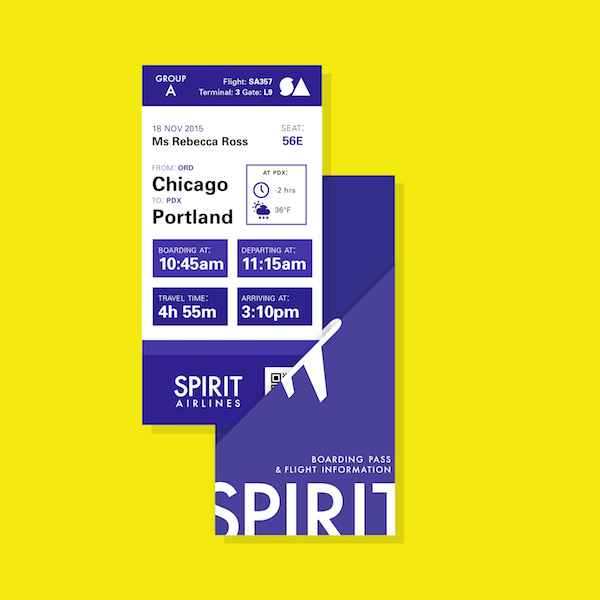 GROUP
A
Flight: SA357
Terminal: 3 Gate: L9
SA
18 NOV 2015
Ms Rebecca Ross
SEAT:
56E
FROM: ORD
Chicago
TO: PDX
Portland
AT PDX:
-2 hrs
36°F
BOARDING AT:
10:45am
DEPARTING AT:
11:15am
TRAVEL TIME:
4h 55m
ARRIVING AT:
3:10pm
SPIRIT
AIRLINES
BOARDING PASS
& FLIGHT INFORMATION
SPIRIT